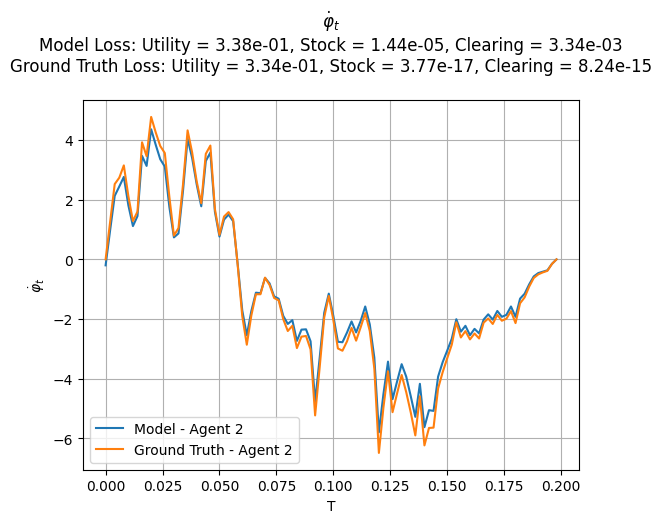 φ̇ₜ
Model Loss: Utility = 3.38e-01, Stock = 1.44e-05, Clearing = 3.34e-03
Ground Truth Loss: Utility = 3.34e-01, Stock = 3.77e-17, Clearing = 8.24e-15
4
2
0
−2
−4
−6
φ̇ₜ
Model - Agent 2
Ground Truth - Agent 2
0.000 0.025 0.050 0.075 0.100 0.125 0.150 0.175 0.200
T